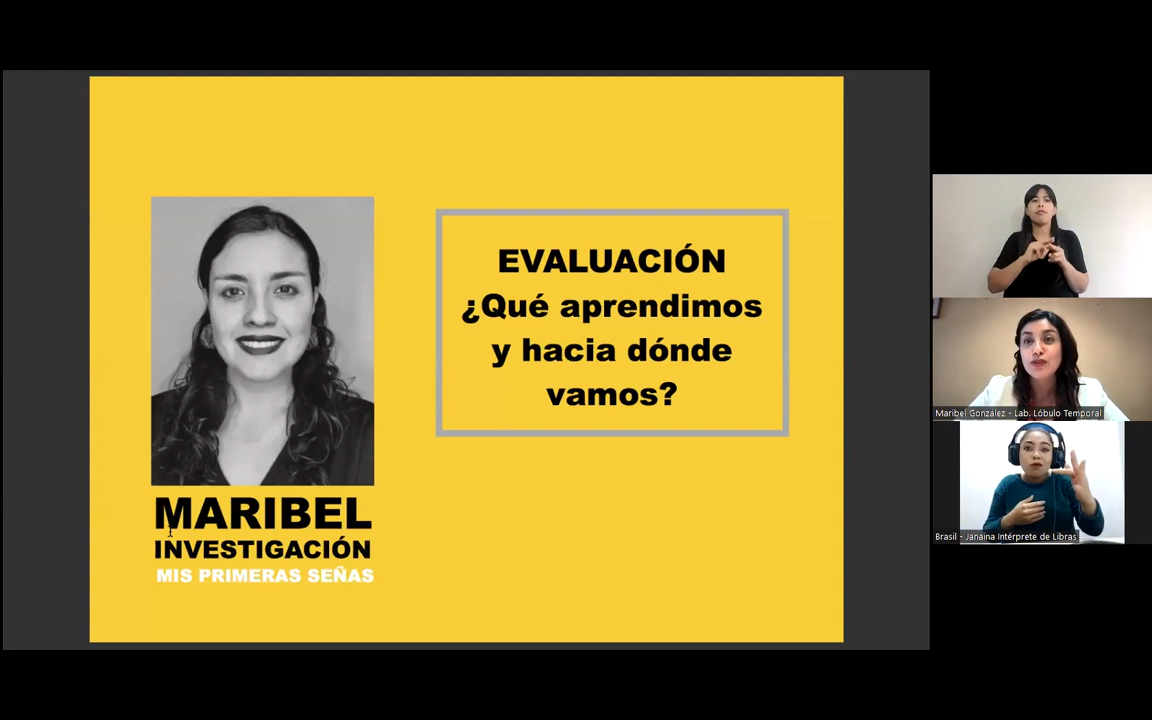 EVALUACIÓN
¿Qué aprendimos
y hacia dónde
vamos?
MARIBEL
INVESTIGACIÓN
MIS PRIMERAS SEÑAS
Maribel González - Lab. Lóbulo Temporal
Brasil - Janaina Intérprete de Libras